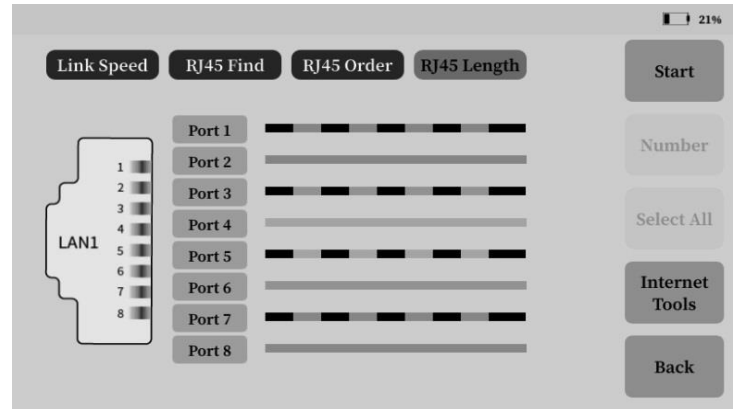 21%
Link Speed RJ45 Find RJ45 Order RJ45 Length
Start
Number
Select All
Internet
Tools
Back
LAN1
1
2
3
4
5
6
7
8
Port 1
Port 2
Port 3
Port 4
Port 5
Port 6
Port 7
Port 8